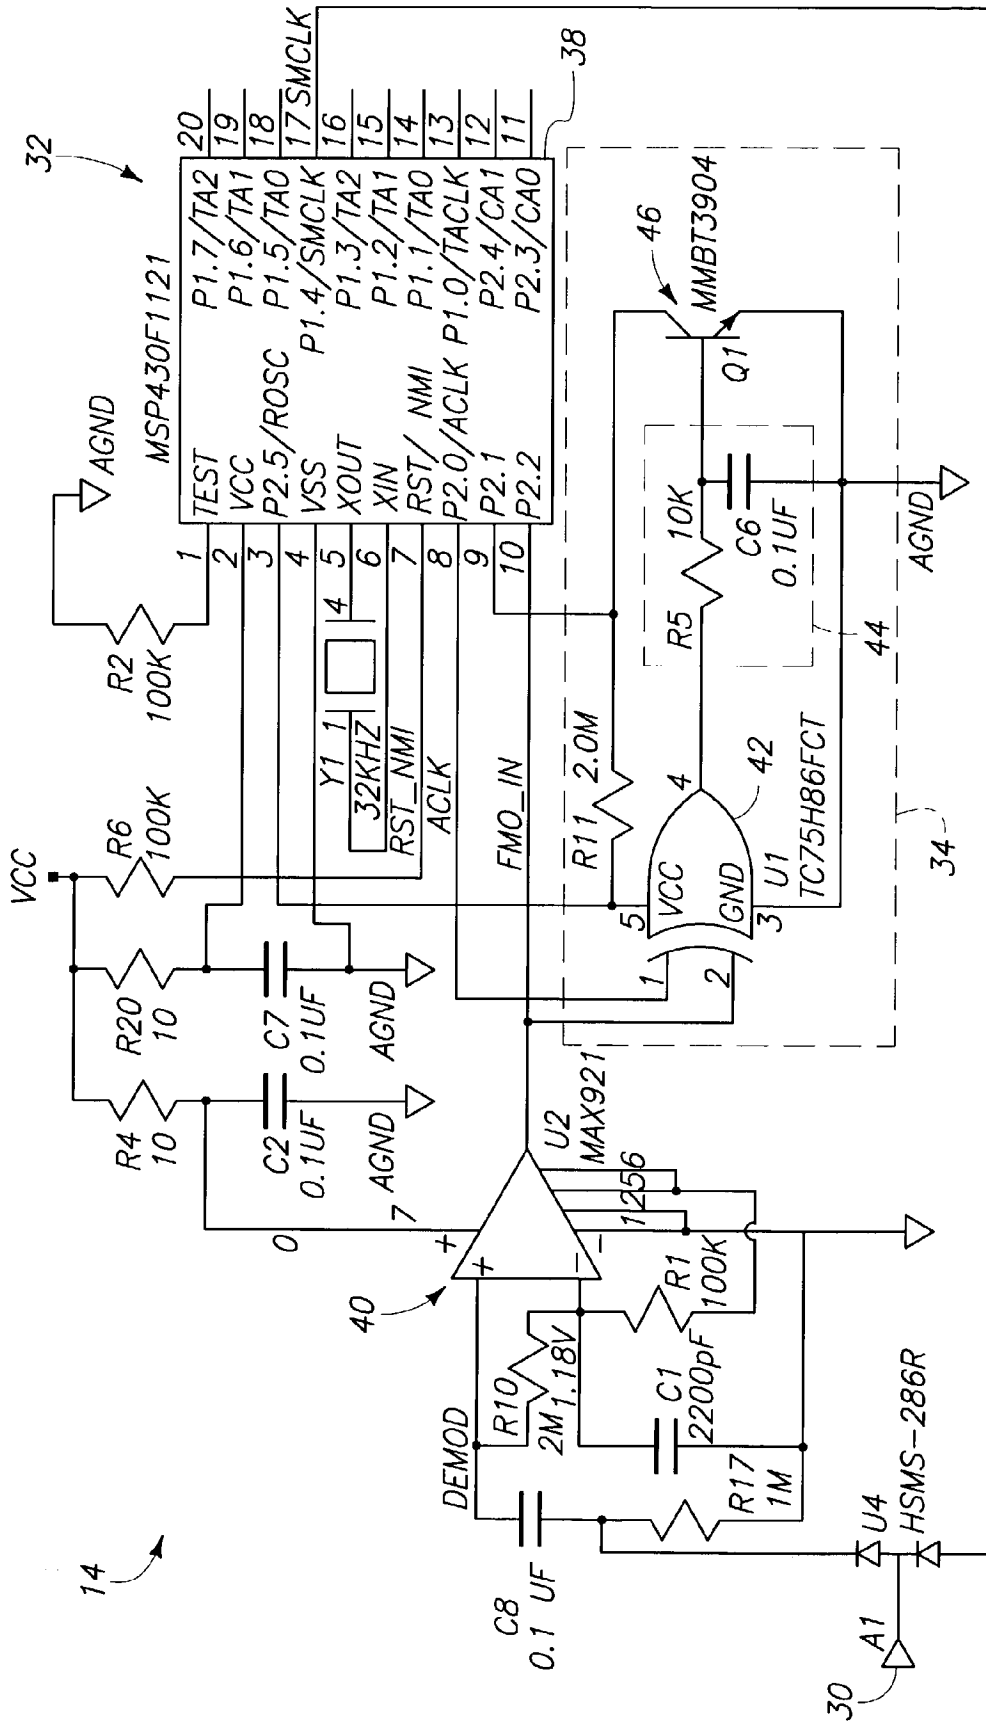 14
32
VCC
R4
10
R20
10
R6
100K
R2
100K
AGND
C2
0.1UF
C7
0.1UF
AGND
AGND
MSP430F1121
1 TEST
2 VCC
3 P2.5/ROSC
4 VSS
5 XOUT
6 XIN
7 RST/ NMI
8 P2.0/ACLK
9 P2.1
10 P2.2
P1.7/TA2 20
P1.6/TA1 19
P1.5/TA0 18
P1.4/SMCLK 17 SMCLK
P1.3/TA2 16
P1.2/TA1 15
P1.1/TA0 14
P1.0/TACLK 13
P2.4/CA1 12
P2.3/CA0 11
38
Y1 1 4
32KHZ
RST_NMI
ACLK
FMO_IN
0
7
+
40
+
−
−
U2
MAX921
1 2 5 6
DEMOD
R10
2M
1.18V
R1
100K
C1
2200pF
R17
1M
C8
0.1 UF
U4
HSMS-286R
A1
30
R11 2.0M
5
VCC
GND
3
1
2
4
U1
TC75H86FCT
42
R5
10K
C6
0.1UF
44
46
MMBT3904
Q1
AGND
34